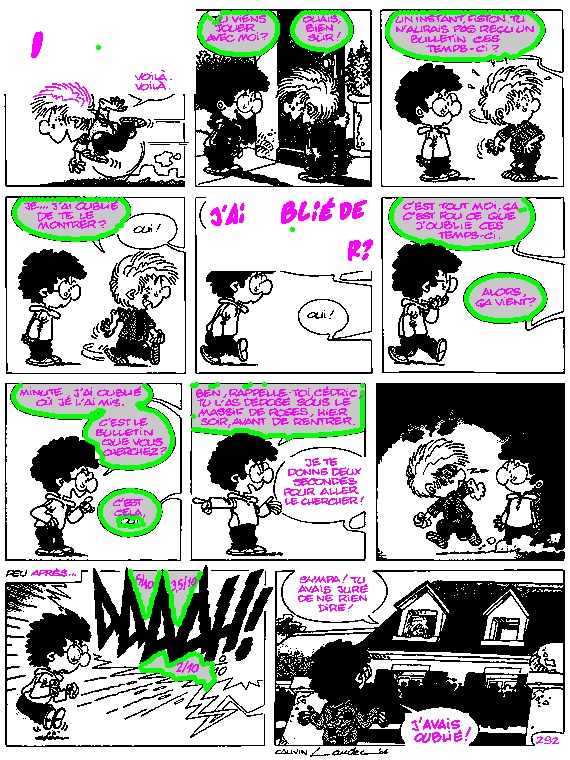 !
VOILÀ.
VOILÀ.
TU VIENS
JOUER
AVEC MOI?
OUAIS,
BIEN
SÛR!
UN INSTANT, FISTON. TU
N'AURAIS PAS REÇU UN
BULLETIN CES
TEMPS-CI?
JE... J'AI OUBLIÉ
DE TE LE
MONTRER?
OUI!
J'AI BLIÉ DE
R?
OUI!
C'EST TOUT MOI, ÇA.
C'EST FOU CE QUE
J'OUBLIE CES
TEMPS-CI.
ALORS,
ÇA VIENT?
MINUTE. J'AI OUBLIÉ
OÙ JE L'AI MIS.
C'EST LE
BULLETIN
QUE VOUS
CHERCHEZ?
C'EST
CELA,
OUI.
BEN, RAPPELLE-TOI, CÉDRIC,
TU L'AS DÉPOSÉ SOUS LE
MASSIF DE ROSES, HIER
SOIR, AVANT DE RENTRER.
JE TE
DONNE DEUX
SECONDES
POUR ALLER
LE CHERCHER!
PEU APRÈS...
5/10
3,5/10
DAAAH!!
2/10
SYMPA! TU
AVAIS JURÉ
DE NE RIEN
DIRE!
J'AVAIS
OUBLIÉ!
292
CAUVIN Laudec